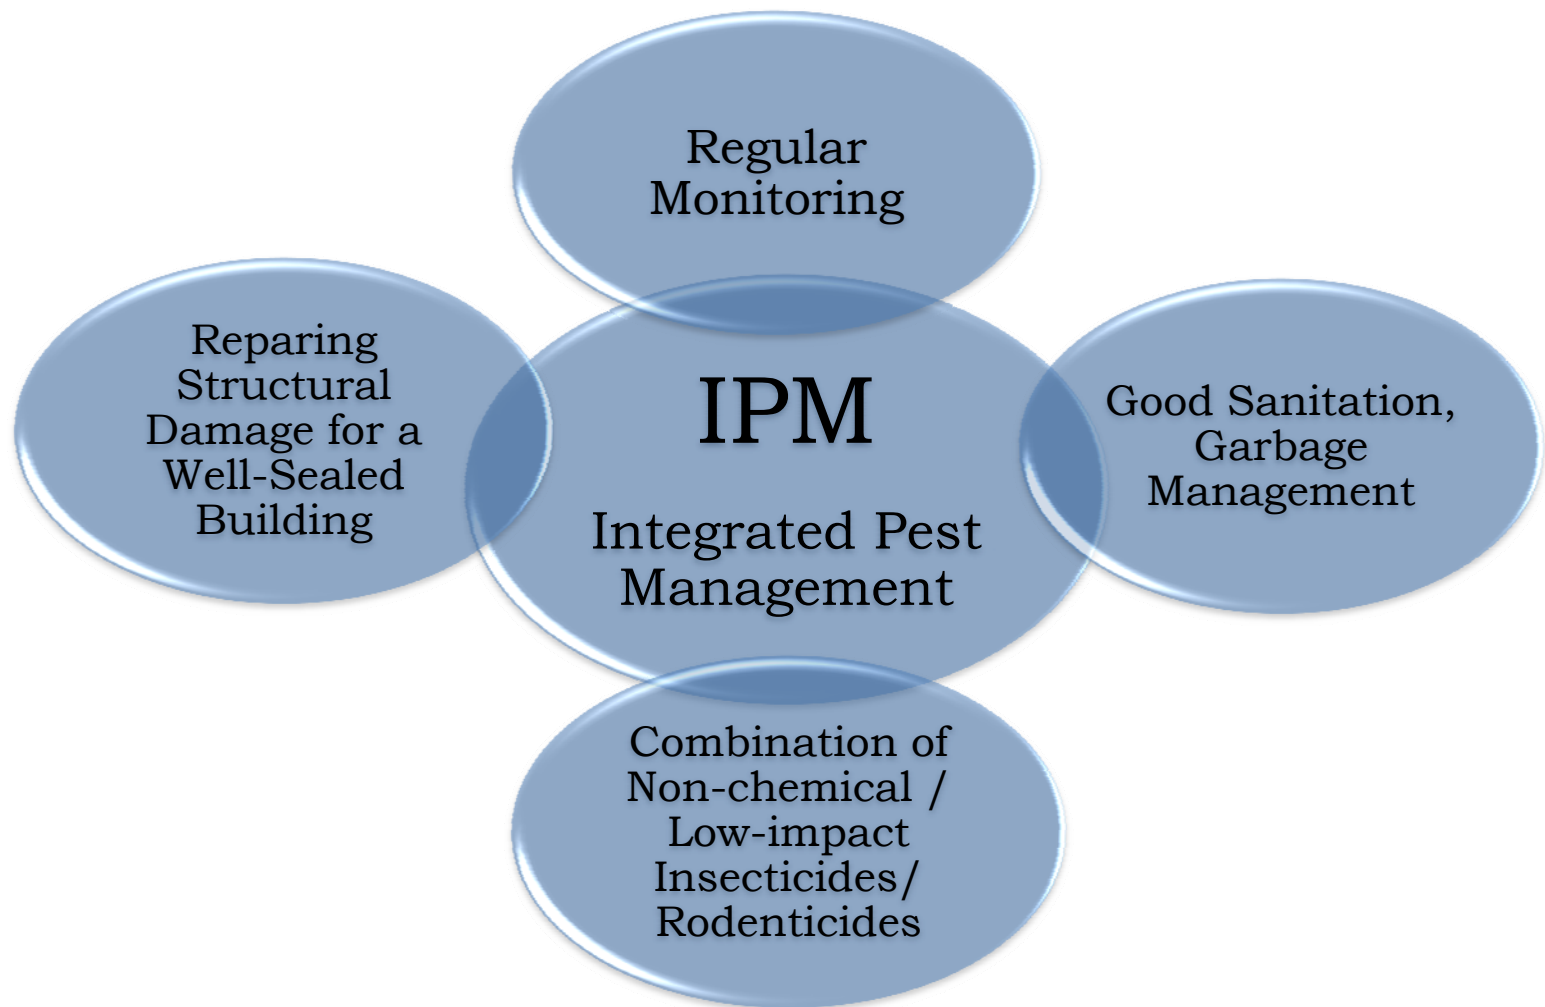 Regular
Monitoring
Reparing
Structural
Damage for a
Well-Sealed
Building
IPM
Integrated Pest
Management
Good Sanitation,
Garbage
Management
Combination of
Non-chemical /
Low-impact
Insecticides/
Rodenticides